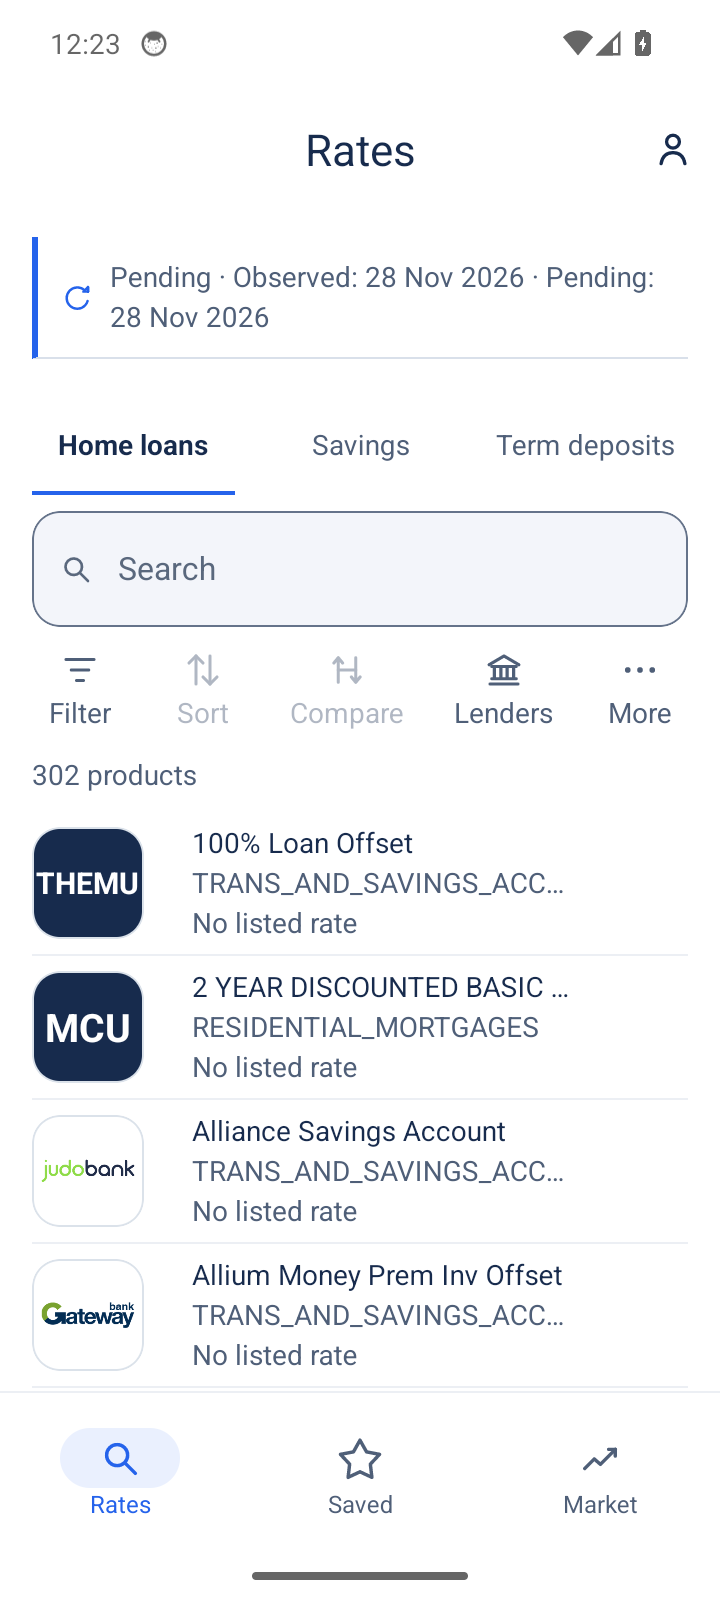 12:23
Rates
Pending · Observed: 28 Nov 2026 · Pending:
28 Nov 2026
Home loans
Savings
Term deposits
Search
Filter
Sort
Compare
Lenders
More
302 products
THEMU
100% Loan Offset
TRANS_AND_SAVINGS_ACC...
No listed rate
MCU
2 YEAR DISCOUNTED BASIC ...
RESIDENTIAL_MORTGAGES
No listed rate
judobank
Alliance Savings Account
TRANS_AND_SAVINGS_ACC...
No listed rate
Gateway bank
Allium Money Prem Inv Offset
TRANS_AND_SAVINGS_ACC...
No listed rate
Rates
Saved
Market